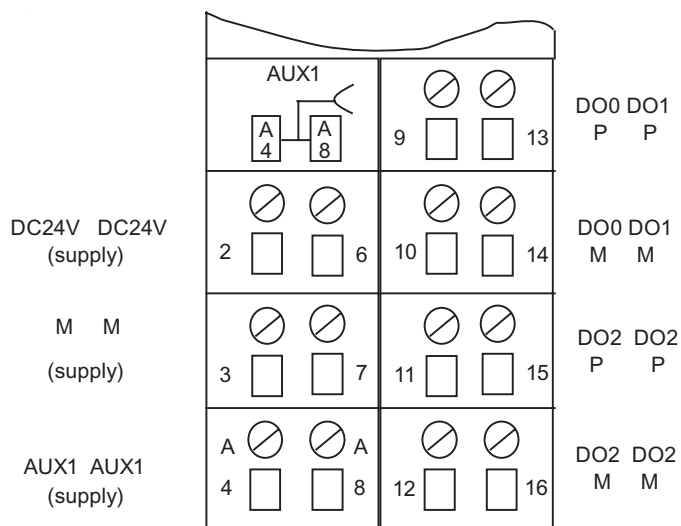 AUX1
A 4 A 8
9 13
DO0 DO1
P P
DC24V DC24V
(supply)
2 6
10 14
DO0 DO1
M M
M M
(supply)
3 7
11 15
DO2 DO2
P P
AUX1 AUX1
(supply)
A A
4 8
12 16
DO2 DO2
M M